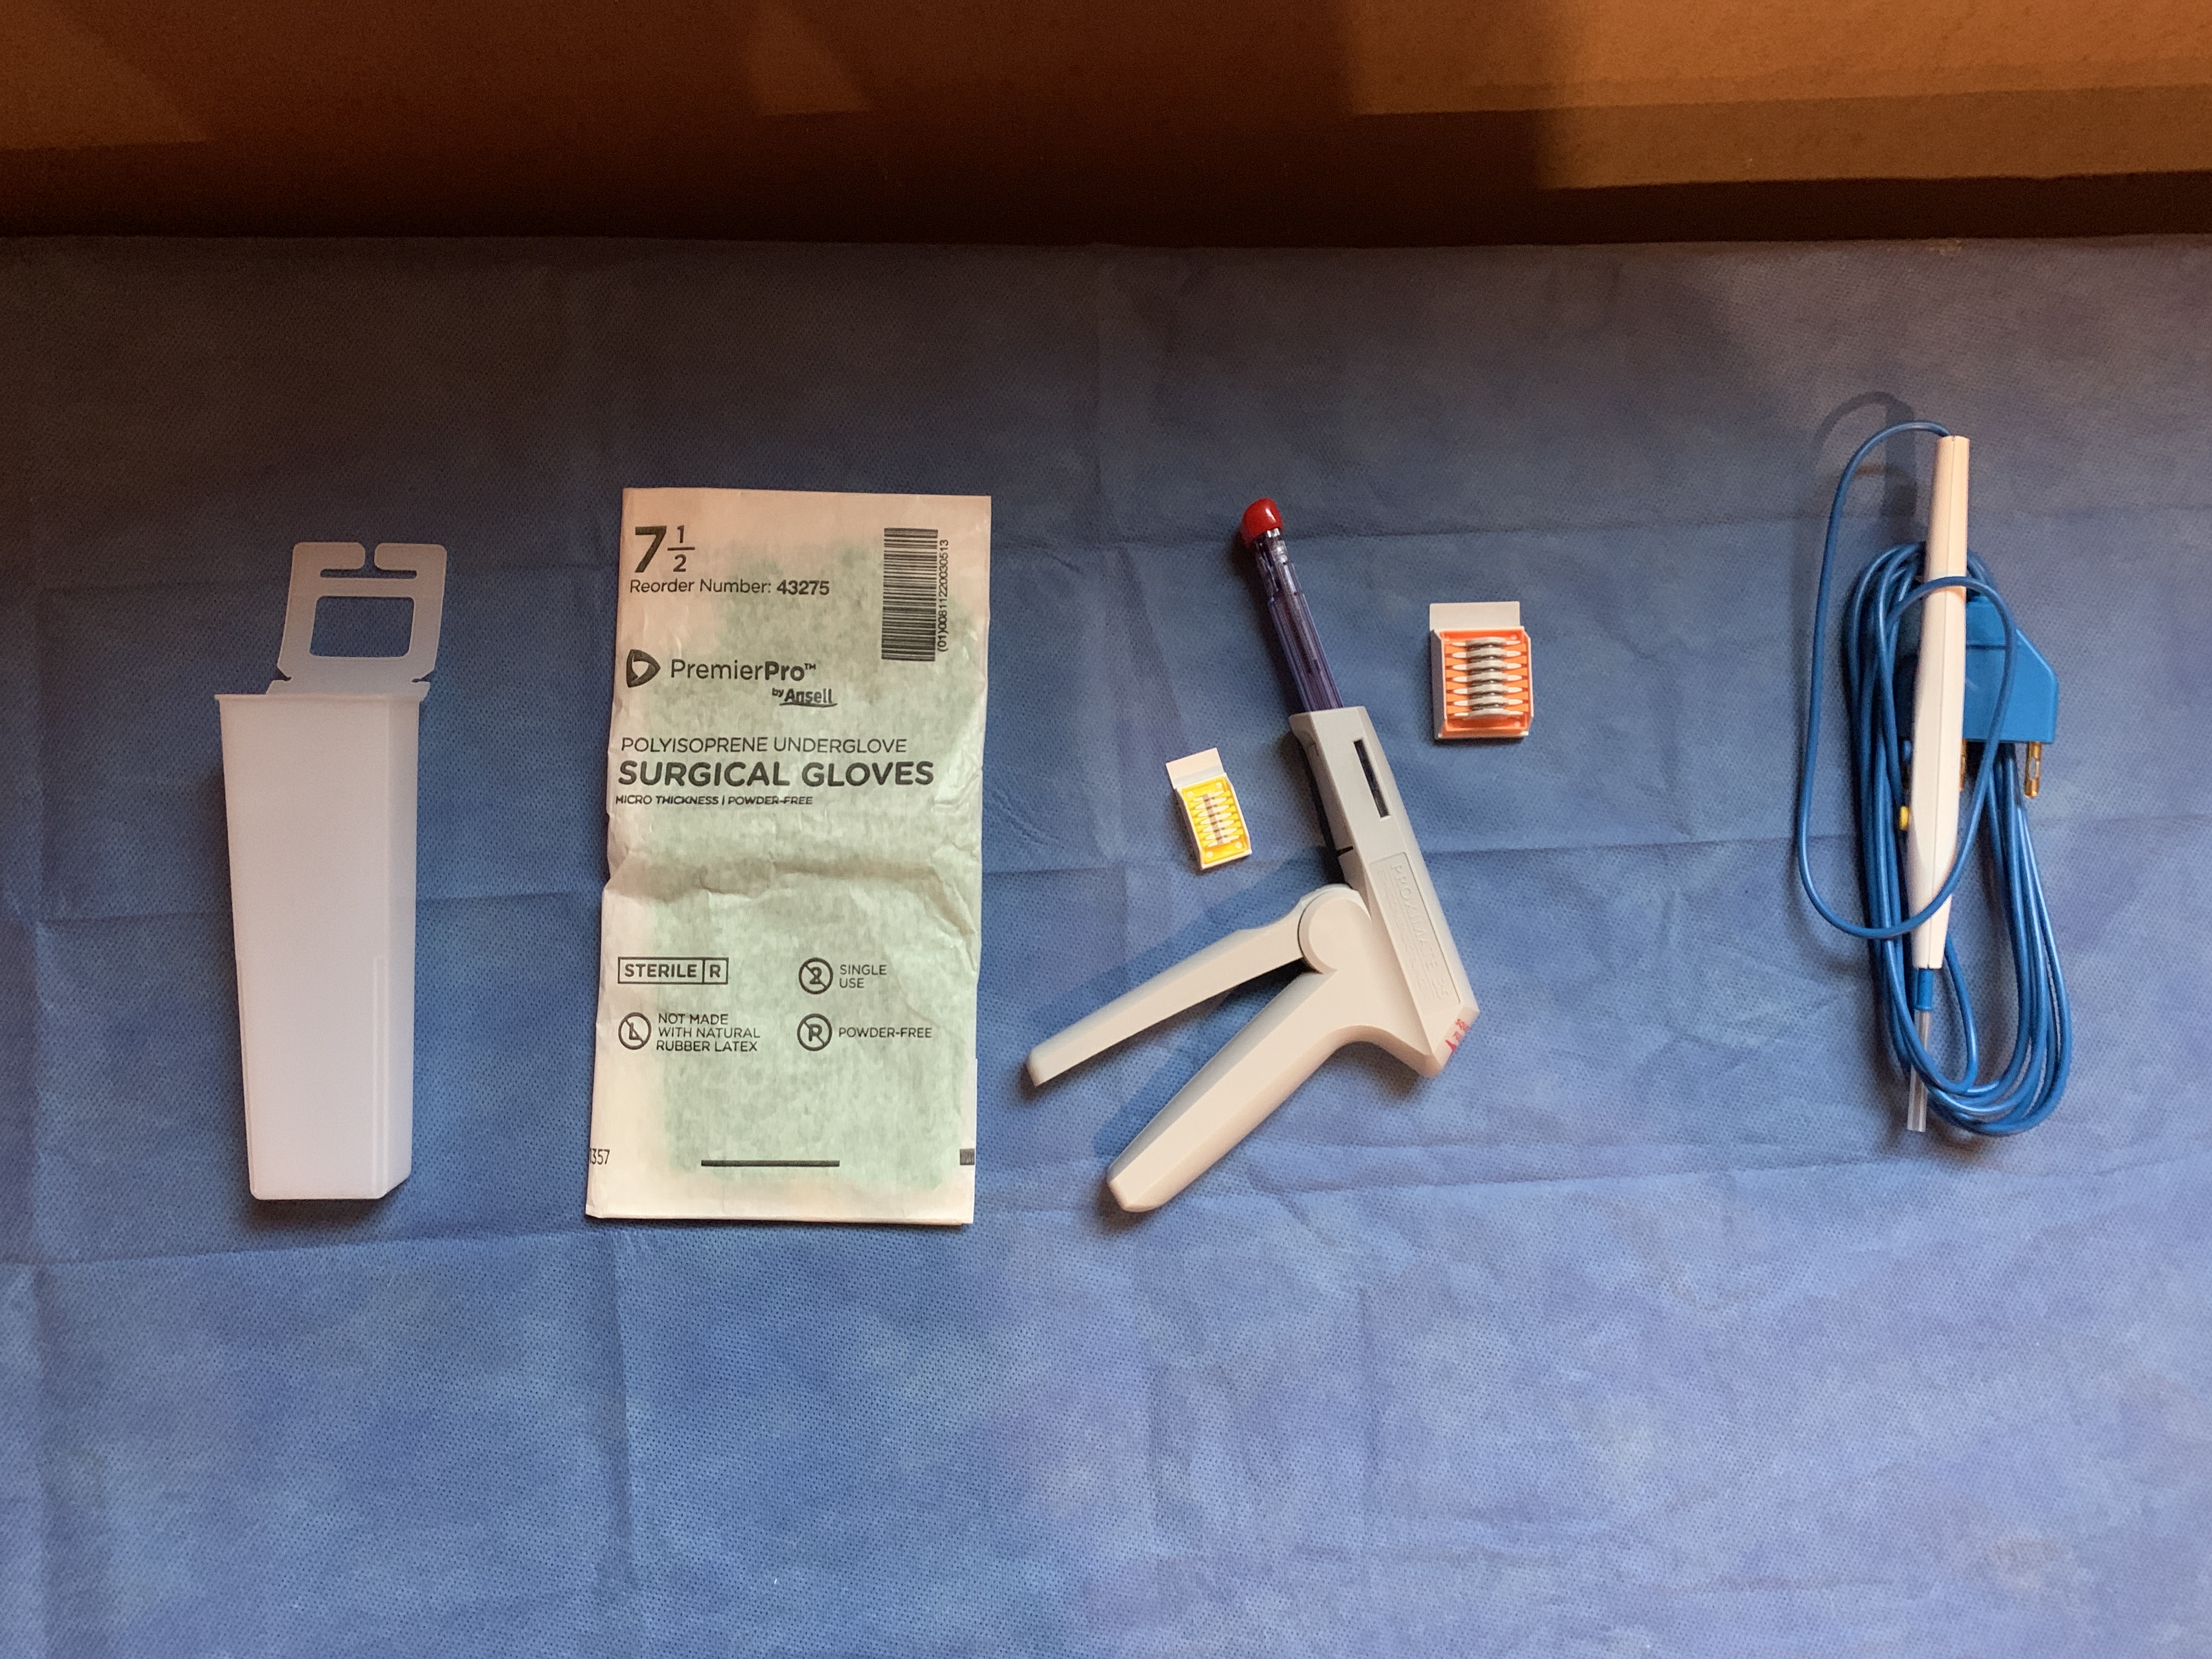 7 1/2
Reorder Number: 43275
(01)00811220030513
PremierPro™
by Ansell
POLYISOPRENE UNDERGLOVE
SURGICAL GLOVES
MICRO THICKNESS | POWDER-FREE
STERILE R
SINGLE
USE
NOT MADE
WITH NATURAL
RUBBER LATEX
POWDER-FREE
357
PROXIMATE